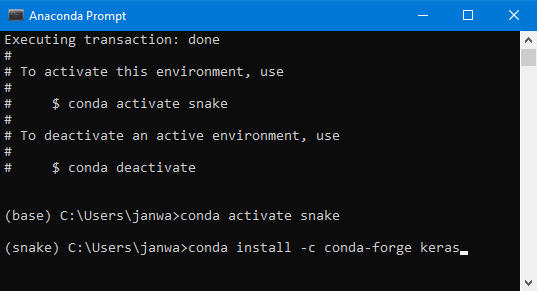 Anaconda Prompt
Executing transaction: done
#
# To activate this environment, use
#
#     $ conda activate snake
#
# To deactivate an active environment, use
#
#     $ conda deactivate
(base) C:\Users\janwa>conda activate snake
(snake) C:\Users\janwa>conda install -c conda-forge keras